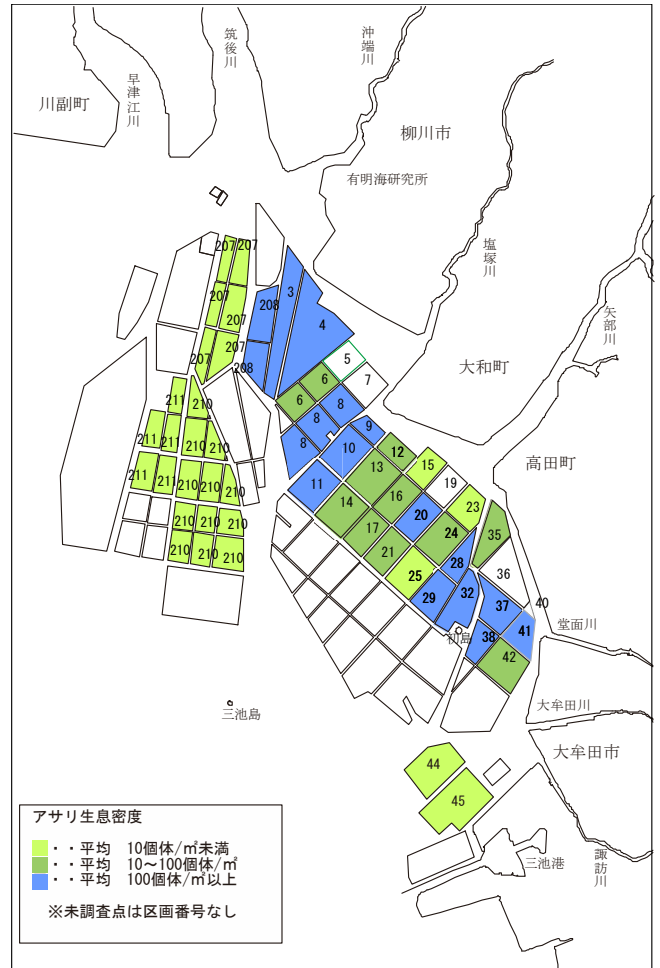 川副町
早津江川
筑後川
沖端川
柳川市
有明海研究所
塩塚川
矢部川
大和町
高田町
207
207
207
207
207
207
208
208
3
4
5
7
6
6
8
8
8
9
10
11
12
13
14
15
16
17
19
20
21
23
24
25
28
29
32
35
36
37
38
40
41
42
211
211
211
211
211
210
210
210
210
210
210
210
210
210
210
210
210
210
初島
堂面川
大牟田川
大牟田市
三池島
44
45
三池港
諏訪川
アサリ生息密度
・・平均 10個体/㎡未満
・・平均 10~100個体/㎡
・・平均 100個体/㎡以上
※未調査点は区画番号なし